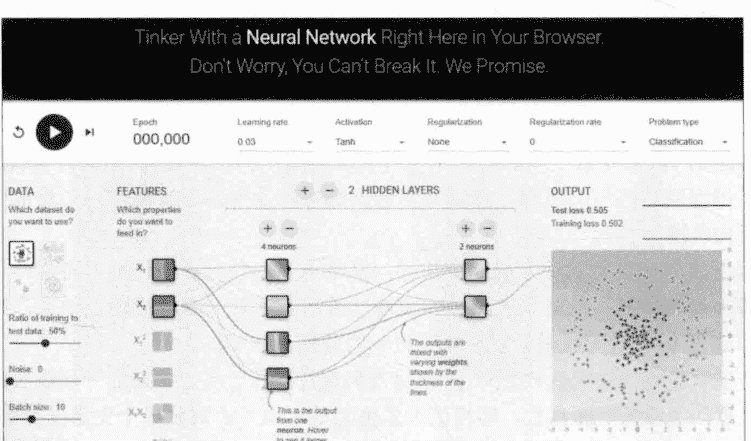 Tinker With a Neural Network Right Here in Your Browser.
Don't Worry, You Can't Break It. We Promise.
Epoch
000,000
Learning rate
0.03
Activation
Tanh
Regularization
None
Regularization rate
0
Problem type
Classification
DATA
Which dataset do
you want to use?
Ratio of training to
test data: 50%
Noise: 0
Batch size: 10
FEATURES
Which properties
do you want to
feed in?
X₁
X₂
X₁²
X₂²
X₁X₂
+ − 2 HIDDEN LAYERS
+ −
4 neurons
+ −
2 neurons
The outputs are
mixed with
varying weights,
shown by the
thickness of the
lines.
This is the output
from one
neuron. Hover
OUTPUT
Test loss 0.505
Training loss 0.502